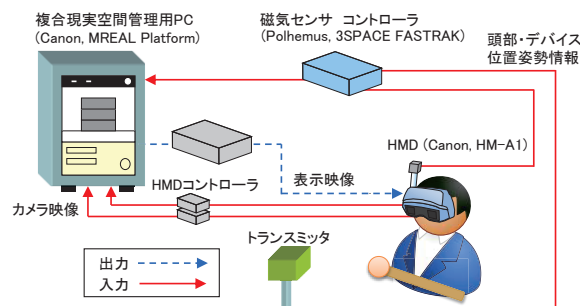 複合現実空間管理用PC
(Canon, MREAL Platform)
磁気センサ コントローラ
(Polhemus, 3SPACE FASTRAK)
頭部・デバイス
位置姿勢情報
HMD (Canon, HM-A1)
HMDコントローラ
表示映像
カメラ映像
トランスミッタ
出力
入力